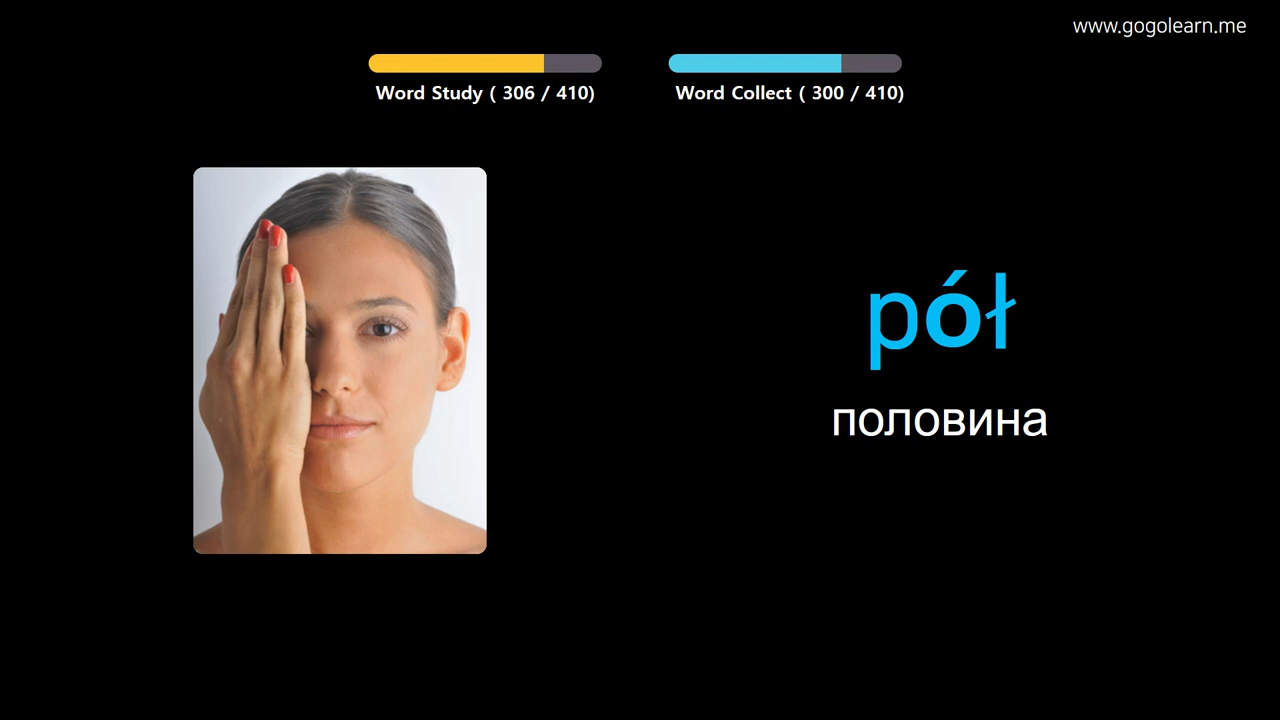 www.gogolearn.me
Word Study ( 306 / 410)
Word Collect ( 300 / 410)
pół
половина